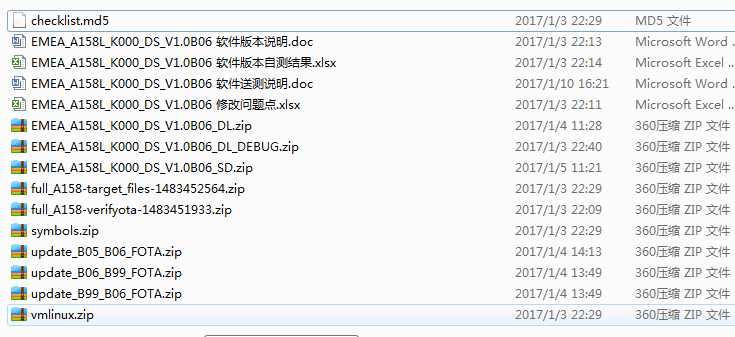 checklist.md5 2017/1/3 22:29 MD5 文件
EMEA_A158L_K000_DS_V1.0B06 软件版本说明.doc 2017/1/3 22:13 Microsoft Word ...
EMEA_A158L_K000_DS_V1.0B06 软件版本自测结果.xlsx 2017/1/3 22:14 Microsoft Excel ...
EMEA_A158L_K000_DS_V1.0B06 软件送测说明.doc 2017/1/10 16:21 Microsoft Word ...
EMEA_A158L_K000_DS_V1.0B06 修改问题点.xlsx 2017/1/3 22:11 Microsoft Excel ...
EMEA_A158L_K000_DS_V1.0B06_DL.zip 2017/1/4 11:28 360压缩 ZIP 文件
EMEA_A158L_K000_DS_V1.0B06_DL_DEBUG.zip 2017/1/3 22:40 360压缩 ZIP 文件
EMEA_A158L_K000_DS_V1.0B06_SD.zip 2017/1/5 11:21 360压缩 ZIP 文件
full_A158-target_files-1483452564.zip 2017/1/3 22:29 360压缩 ZIP 文件
full_A158-verifyota-1483451933.zip 2017/1/3 22:09 360压缩 ZIP 文件
symbols.zip 2017/1/3 22:29 360压缩 ZIP 文件
update_B05_B06_FOTA.zip 2017/1/4 14:13 360压缩 ZIP 文件
update_B06_B99_FOTA.zip 2017/1/4 13:49 360压缩 ZIP 文件
update_B99_B06_FOTA.zip 2017/1/4 13:49 360压缩 ZIP 文件
vmlinux.zip 2017/1/3 22:29 360压缩 ZIP 文件